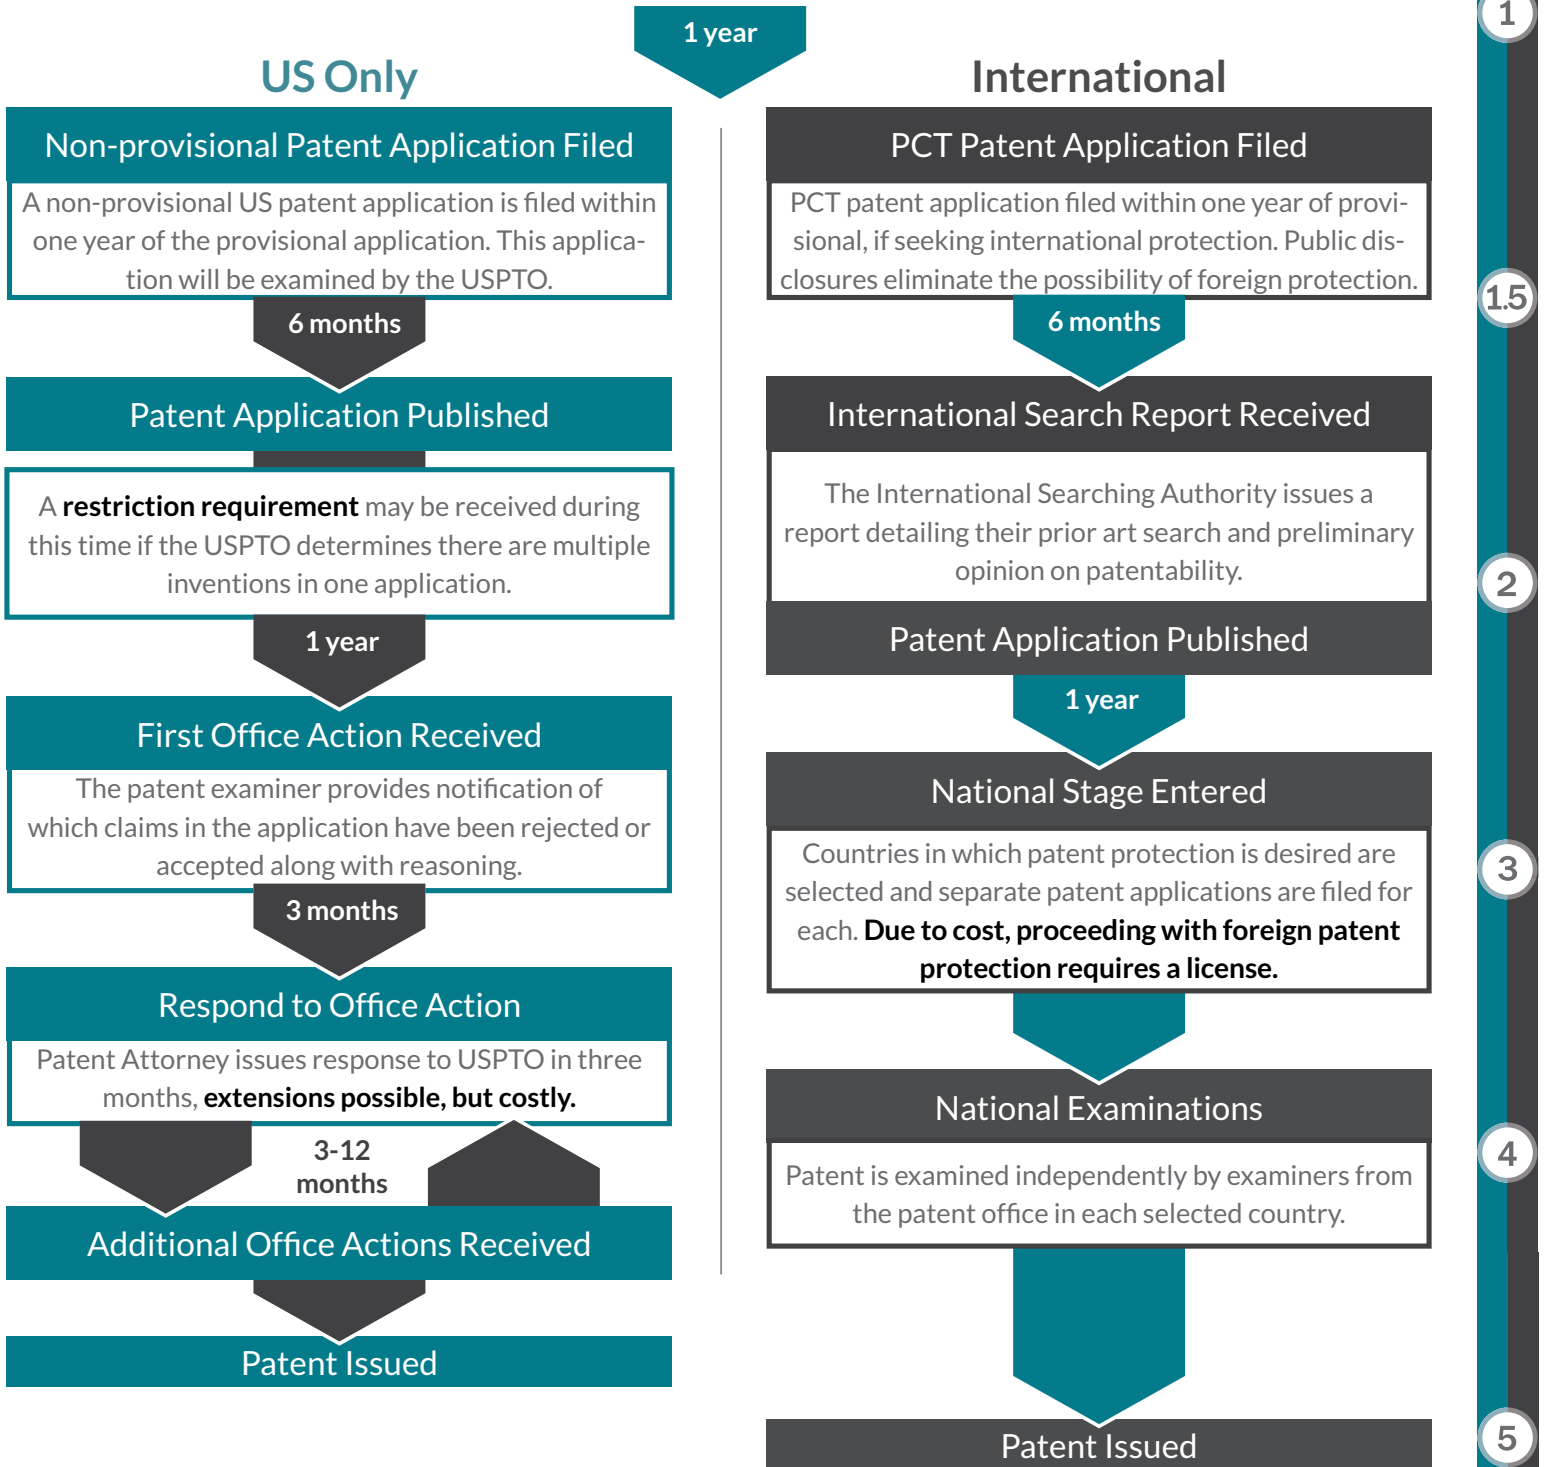 1 year
US Only
Non-provisional Patent Application Filed
A non-provisional US patent application is filed within
one year of the provisional application. This applica-
tion will be examined by the USPTO.
6 months
Patent Application Published
A restriction requirement may be received during
this time if the USPTO determines there are multiple
inventions in one application.
1 year
First Office Action Received
The patent examiner provides notification of
which claims in the application have been rejected or
accepted along with reasoning.
3 months
Respond to Office Action
Patent Attorney issues response to USPTO in three
months, extensions possible, but costly.
3-12
months
Additional Office Actions Received
Patent Issued
International
PCT Patent Application Filed
PCT patent application filed within one year of provi-
sional, if seeking international protection. Public dis-
closures eliminate the possibility of foreign protection.
6 months
International Search Report Received
The International Searching Authority issues a
report detailing their prior art search and preliminary
opinion on patentability.
Patent Application Published
1 year
National Stage Entered
Countries in which patent protection is desired are
selected and separate patent applications are filed for
each. Due to cost, proceeding with foreign patent
protection requires a license.
National Examinations
Patent is examined independently by examiners from
the patent office in each selected country.
Patent Issued
1
1.5
2
3
4
5